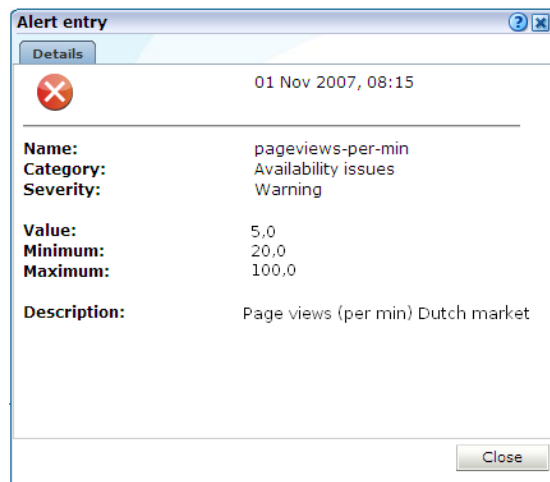 Alert entry
Details
01 Nov 2007, 08:15
Name: pageviews-per-min
Category: Availability issues
Severity: Warning
Value: 5,0
Minimum: 20,0
Maximum: 100,0
Description: Page views (per min) Dutch market
Close